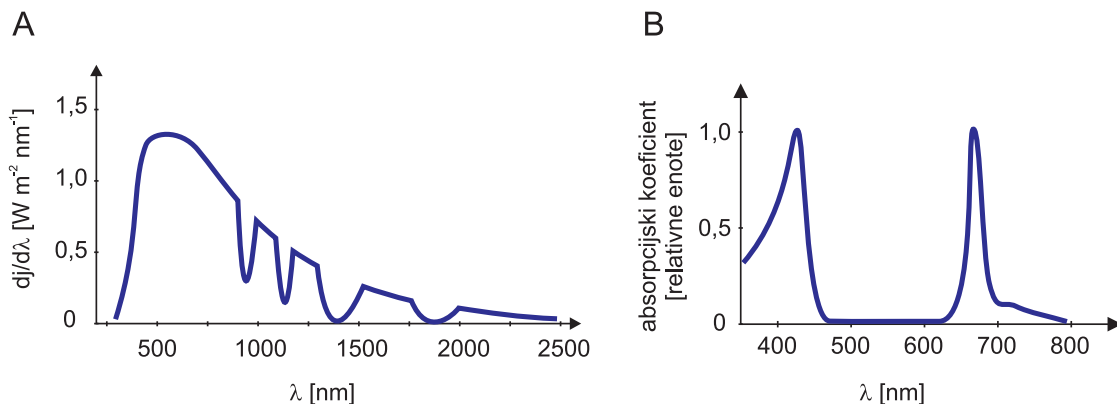 A
dj/dλ [W m⁻² nm⁻¹]
1,5
1,0
0,5
0
500 1000 1500 2000 2500
λ [nm]
B
absorpcijski koeficient
[relativne enote]
1,0
0,5
0
400 500 600 700 800
λ [nm]